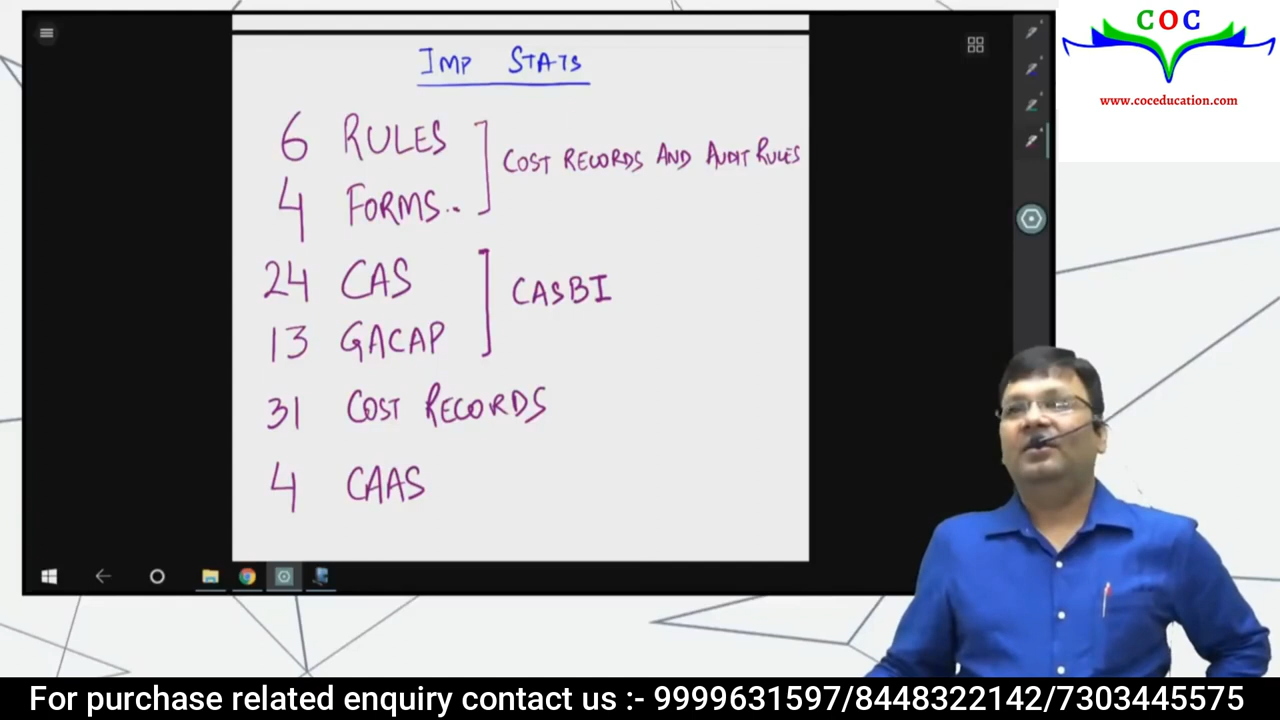 IMP STATS
6 RULES
4 FORMS..
COST RECORDS AND AUDIT RULES
24 CAS
13 GACAP
CASBI
31 COST RECORDS
4 CAAS
COC
www.coceducation.com
For purchase related enquiry contact us :- 9999631597/8448322142/7303445575